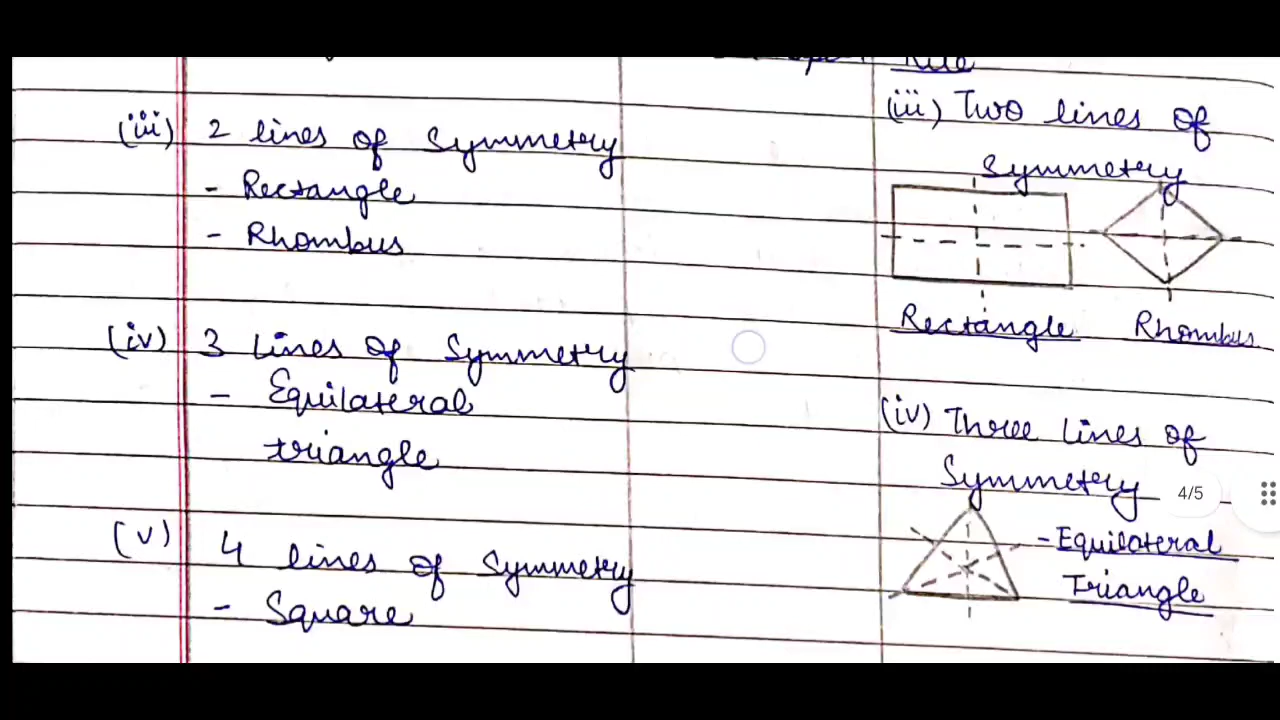 Kite
(iii) 2 lines of Symmetry
- Rectangle
- Rhombus
(iv) 3 Lines of Symmetry
- Equilateral
triangle
(v) 4 lines of Symmetry
- Square
(iii) Two lines of
Symmetry
Rectangle Rhombus
(iv) Three Lines of
Symmetry
- Equilateral
Triangle
4/5